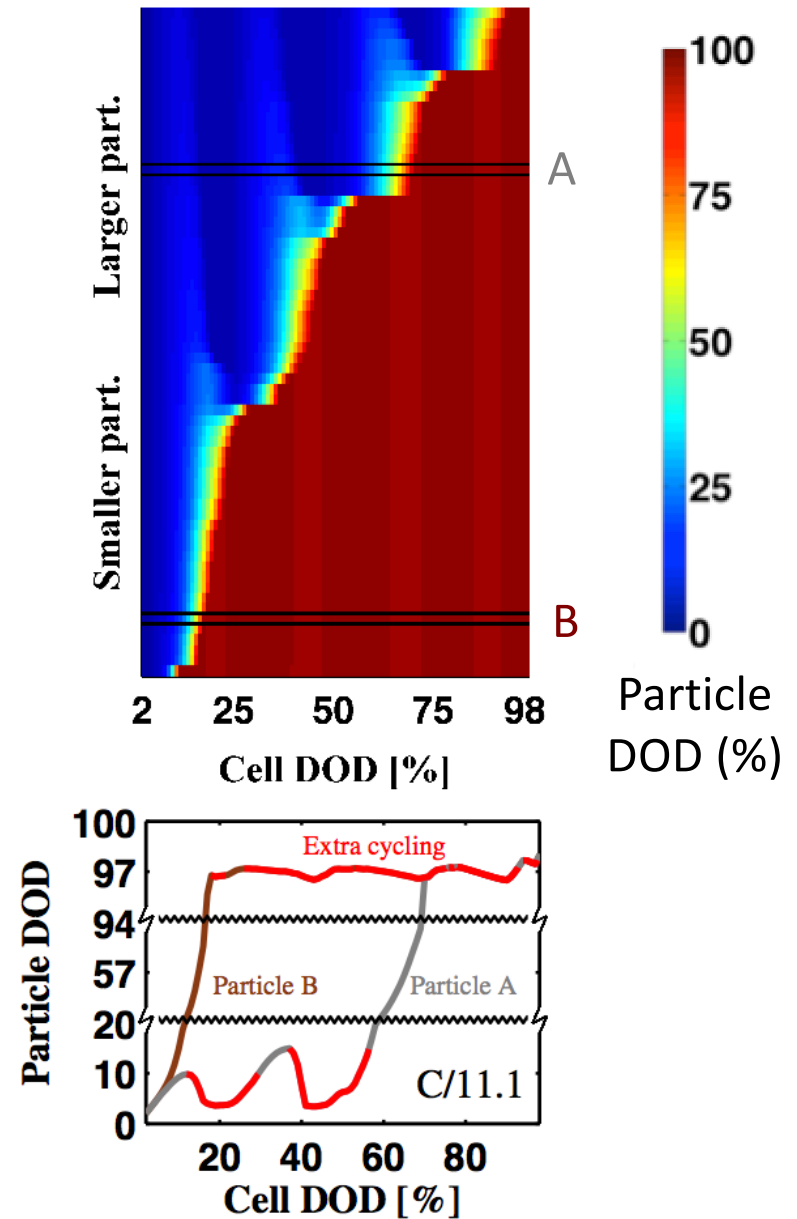 Larger part.
Smaller part.
A
B
100
75
50
25
0
Particle
DOD (%)
2 25 50 75 98
Cell DOD [%]
Particle DOD
100
97
94
57
20
10
0
Extra cycling
Particle B
Particle A
C/11.1
20 40 60 80
Cell DOD [%]